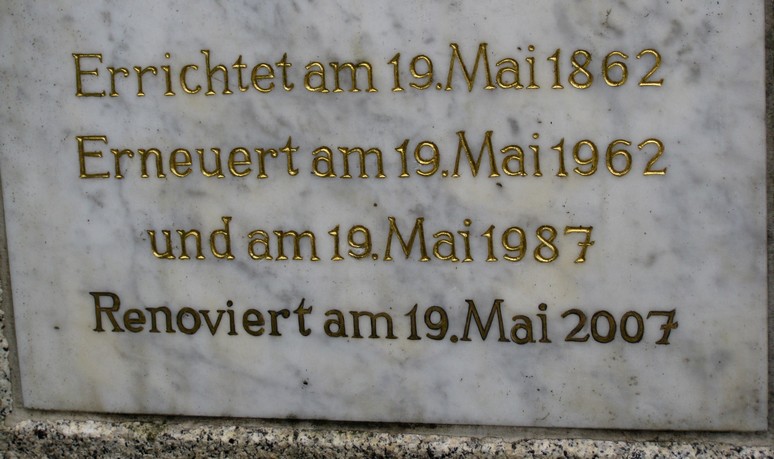 Errichtet am 19. Mai 1862
Erneuert am 19. Mai 1962
und am 19. Mai 1987
Renoviert am 19. Mai 2007